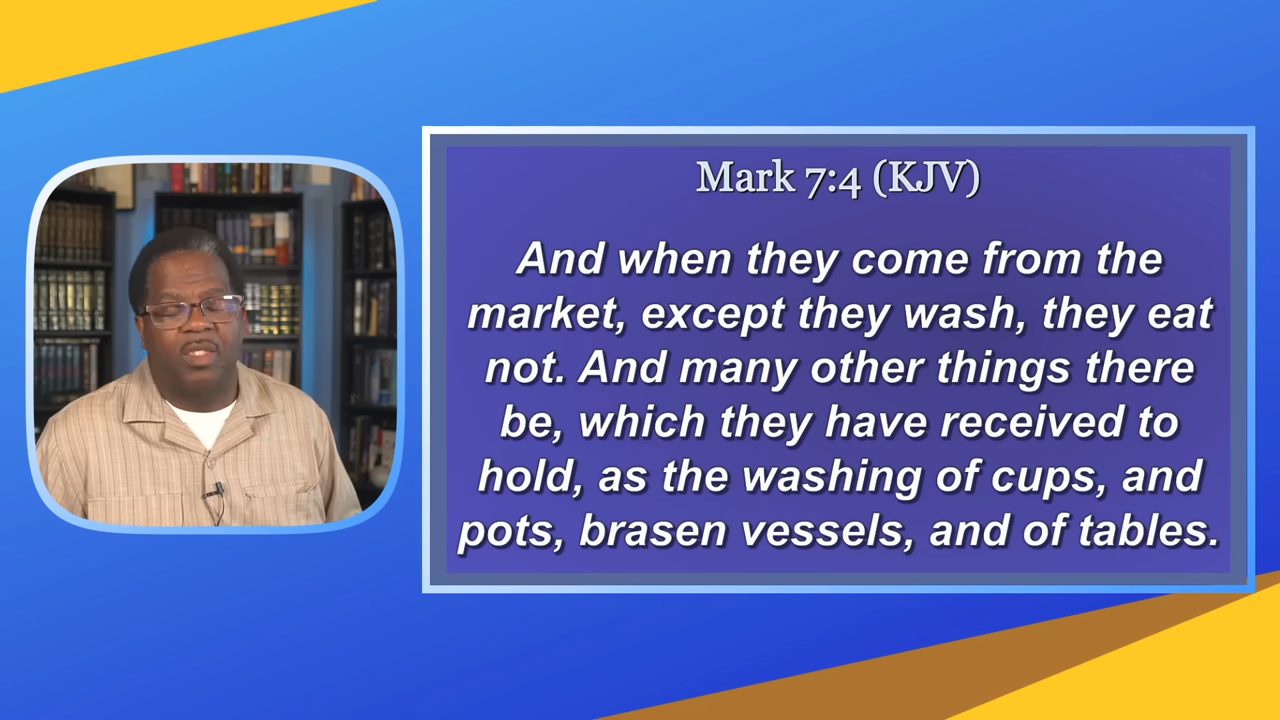 Mark 7:4 (KJV)
And when they come from the
market, except they wash, they eat
not. And many other things there
be, which they have received to
hold, as the washing of cups, and
pots, brasen vessels, and of tables.